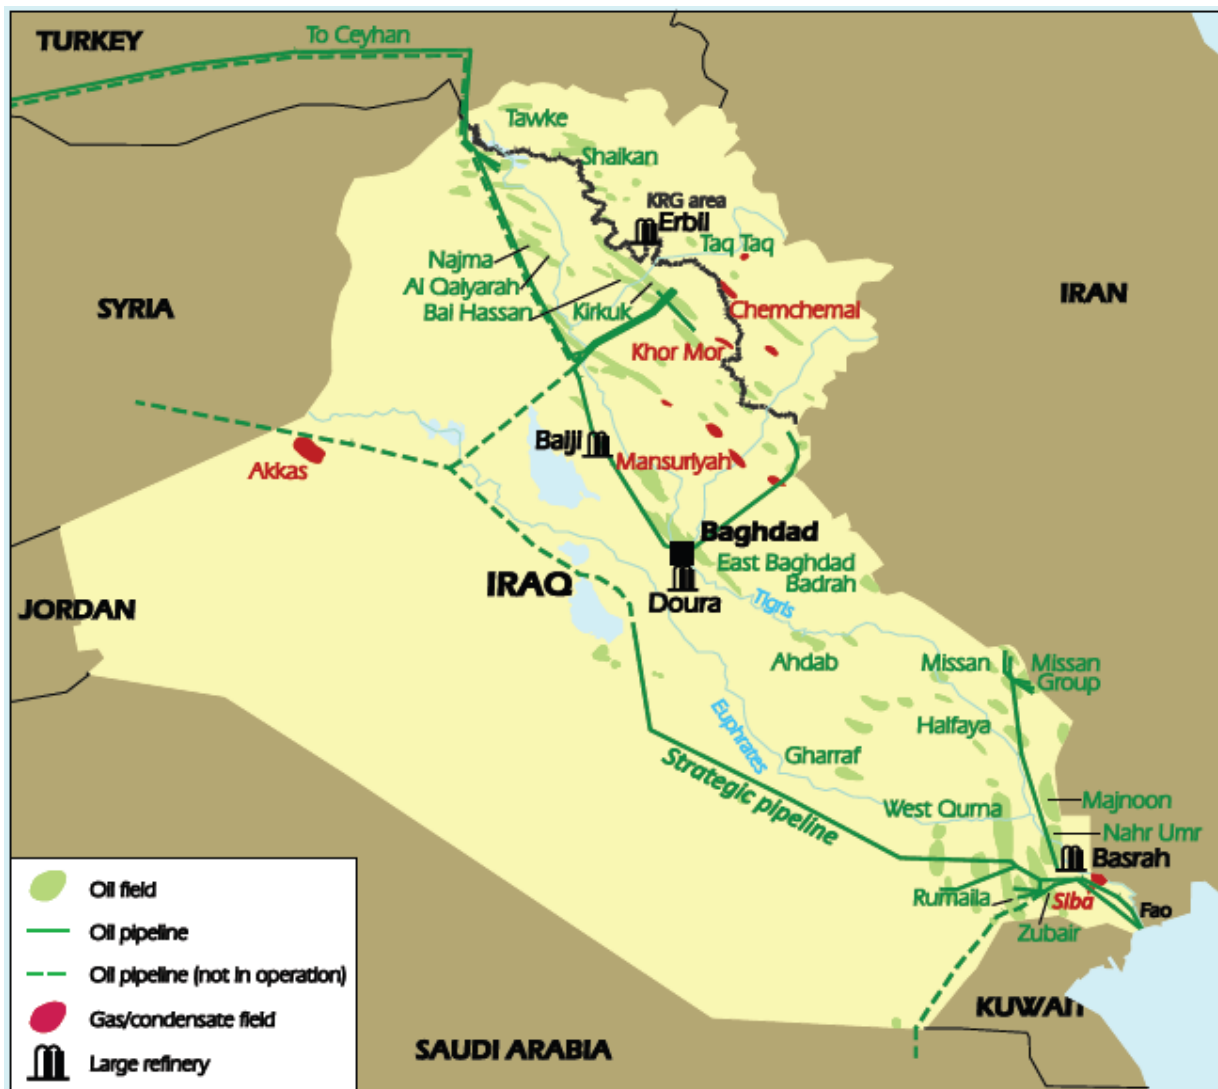 TURKEY
To Ceyhan
Tawke
Shaikan
KRG area
Erbil
Taq Taq
Najma
Al Qaiyarah
Bai Hassan
Kirkuk
Chemchemal
Khor Mor
SYRIA
IRAN
Baiji
Mansuriyah
Akkas
Baghdad
East Baghdad
Badrah
IRAQ
Doura
Tigris
JORDAN
Ahdab
Missan
Missan
Group
Halfaya
Euphrates
Gharraf
Strategic pipeline
West Qurna
Majnoon
Nahr Umr
Basrah
Rumaila
Siba
Fao
Zubair
KUWAIT
SAUDI ARABIA
Oil field
Oil pipeline
Oil pipeline (not in operation)
Gas/condensate field
Large refinery